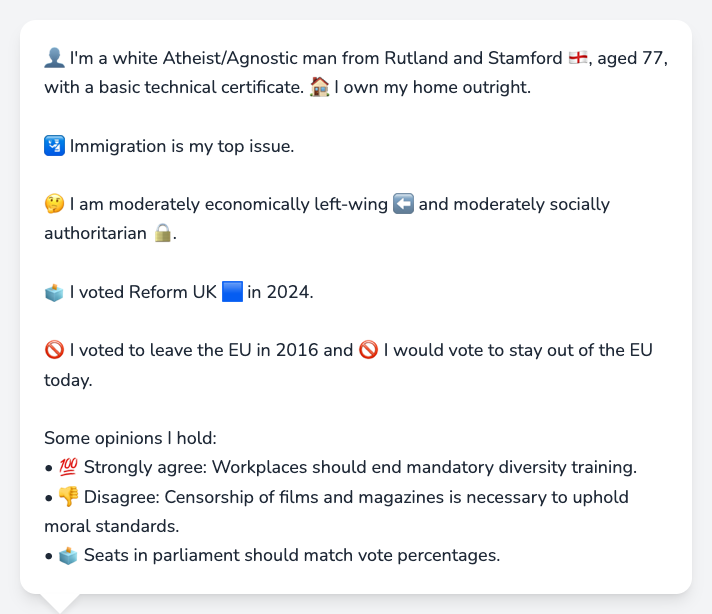 👤 I'm a white Atheist/Agnostic man from Rutland and Stamford 🏴󠁧󠁢󠁥󠁮󠁧󠁿, aged 77,
with a basic technical certificate. 🏠 I own my home outright.
🛂 Immigration is my top issue.
🤔 I am moderately economically left-wing ⬅️ and moderately socially
authoritarian 🔒.
🗳️ I voted Reform UK 🟦 in 2024.
🚫 I voted to leave the EU in 2016 and 🚫 I would vote to stay out of the EU
today.
Some opinions I hold:
• 💯 Strongly agree: Workplaces should end mandatory diversity training.
• 👎 Disagree: Censorship of films and magazines is necessary to uphold
moral standards.
• 🗳️ Seats in parliament should match vote percentages.